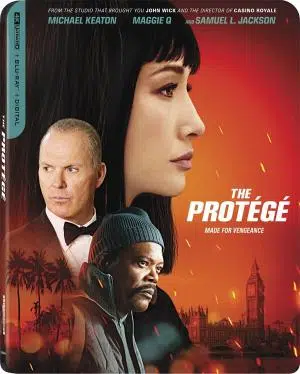 4K ULTRA HD + BLU-RAY + DIGITAL
FROM THE STUDIO THAT BROUGHT YOU JOHN WICK AND THE DIRECTOR OF CASINO ROYALE
MICHAEL KEATON MAGGIE Q AND SAMUEL L. JACKSON
THE
PROTÉGÉ
MADE FOR VENGEANCE
THE PROTÉGÉ